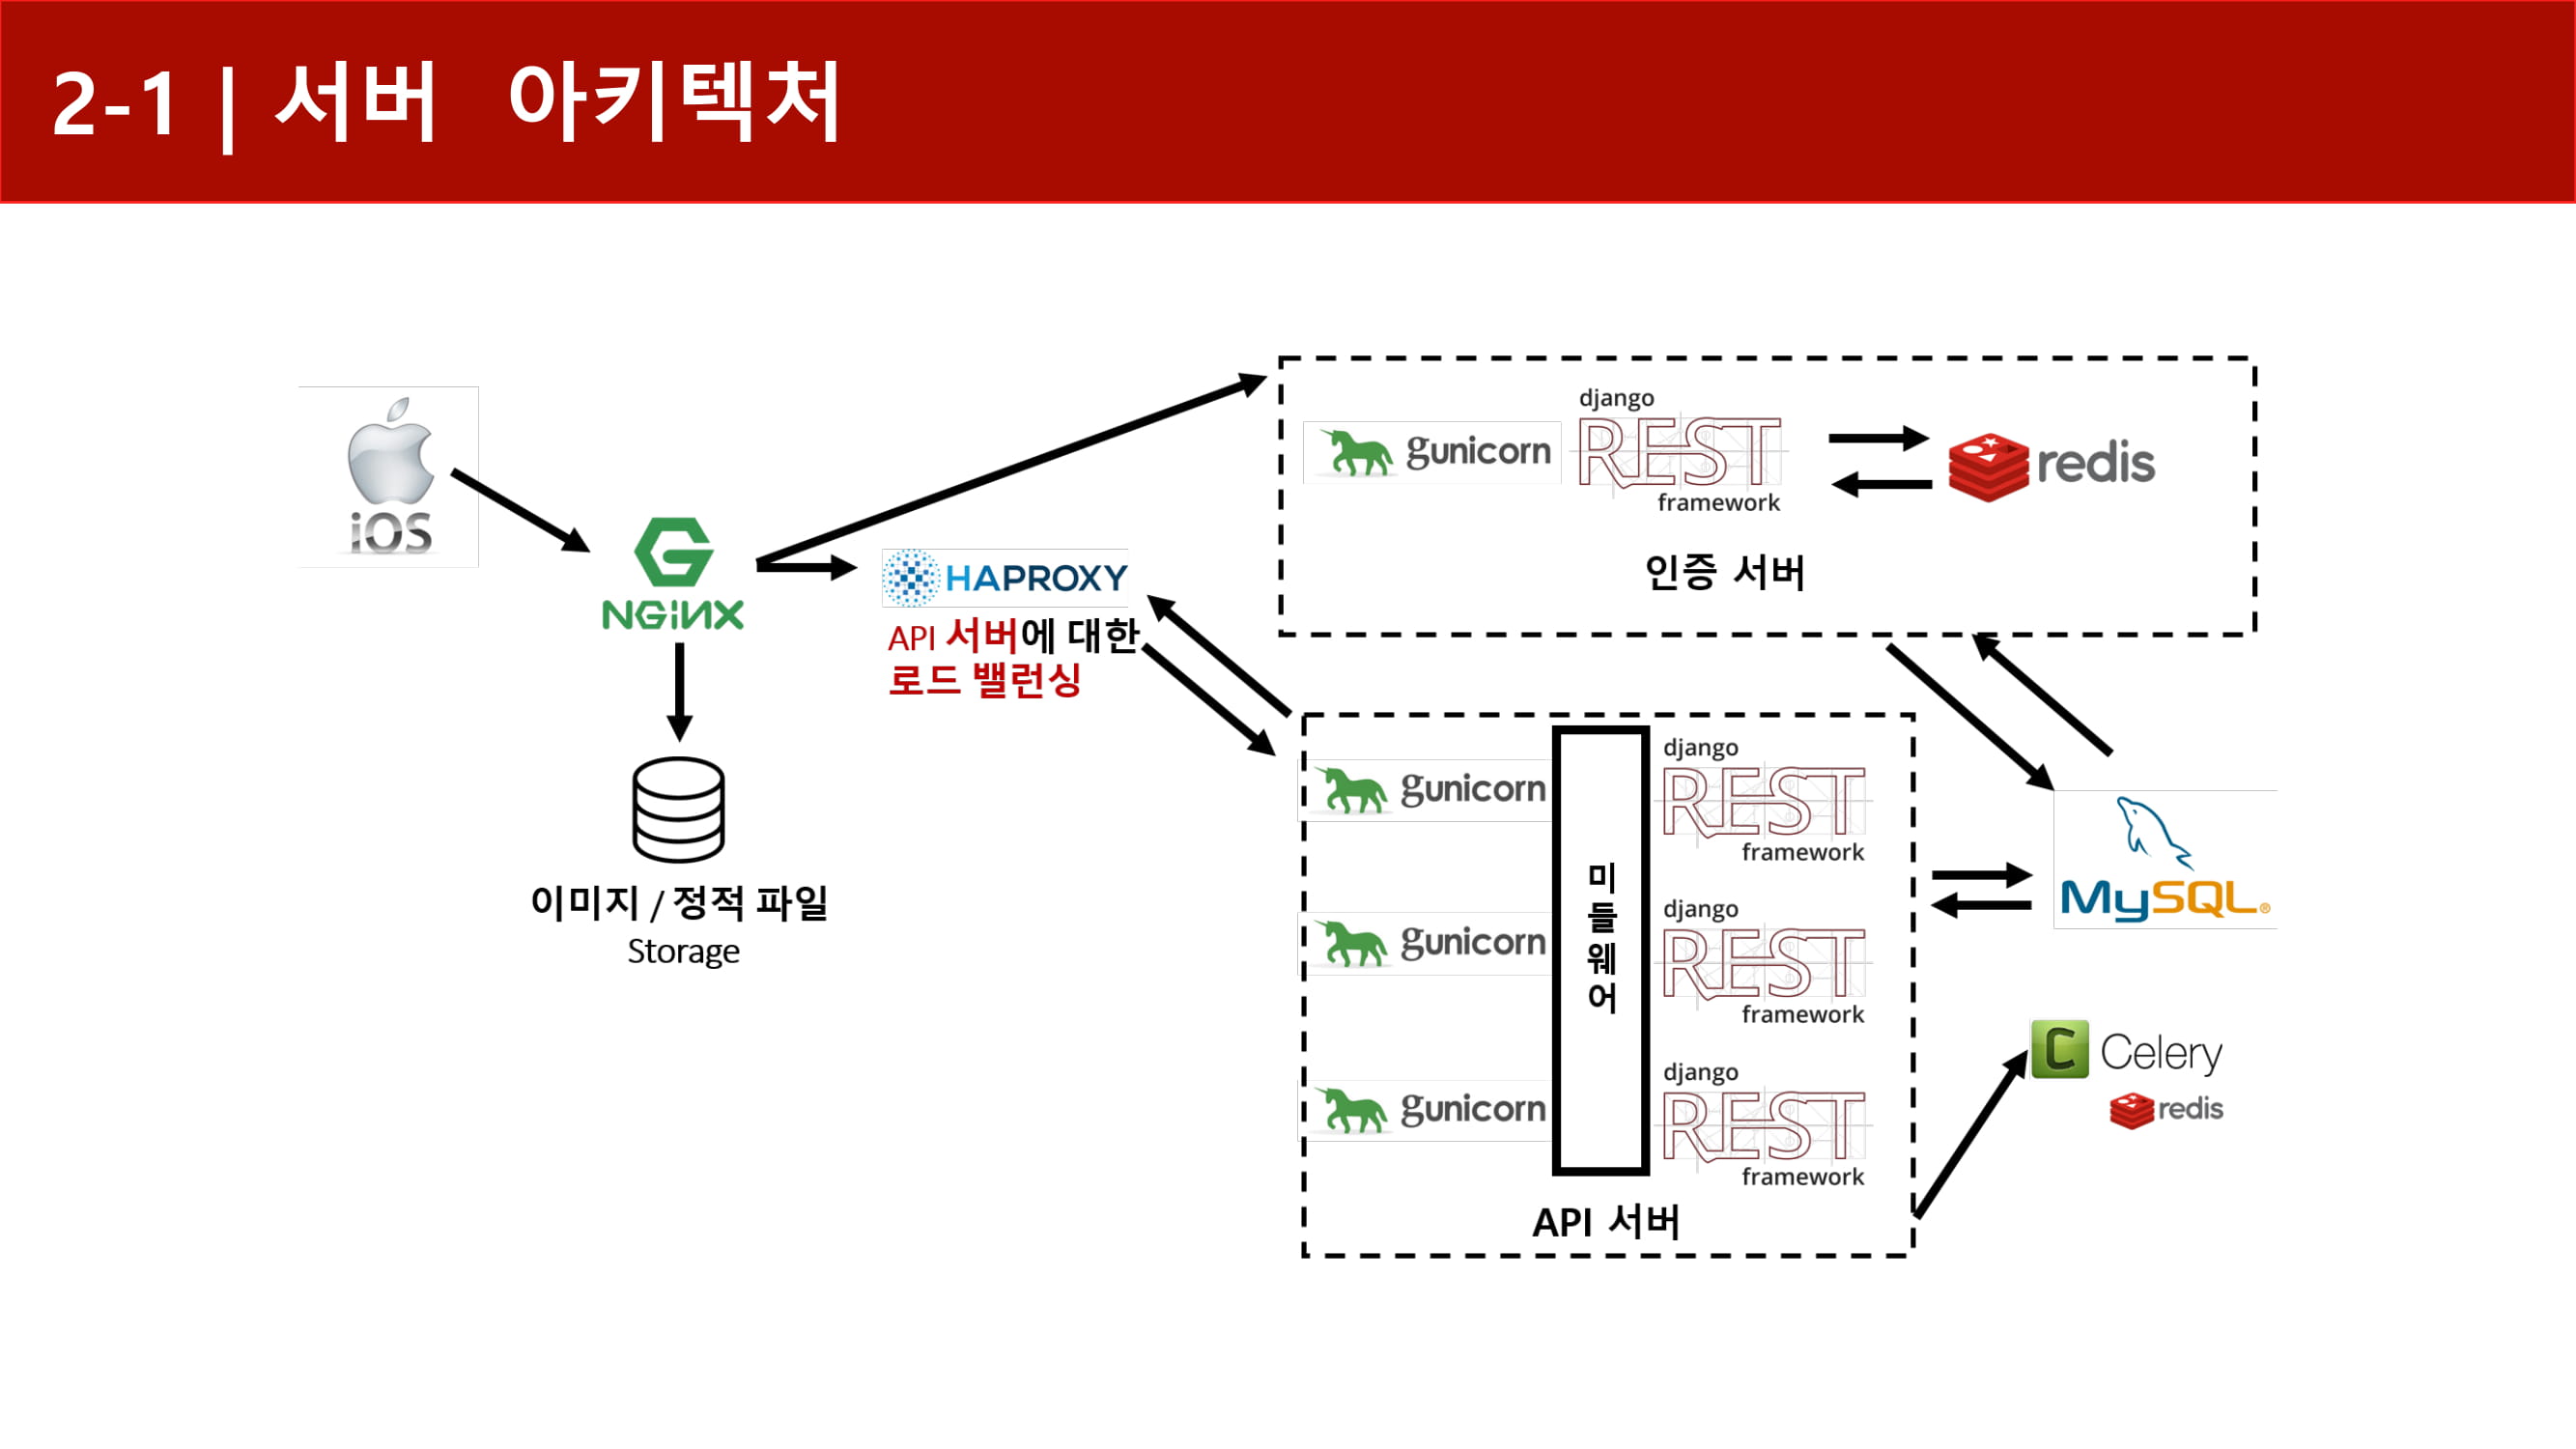 2-1 | 서버 아키텍처
iOS
NGiNX
HAPROXY
API 서버에 대한
로드 밸런싱
이미지 / 정적 파일
Storage
gunicorn
django
REST
framework
redis
인증 서버
gunicorn
gunicorn
gunicorn
미들웨어
django
REST
framework
django
REST
framework
django
REST
framework
API 서버
MySQL®
C Celery
redis